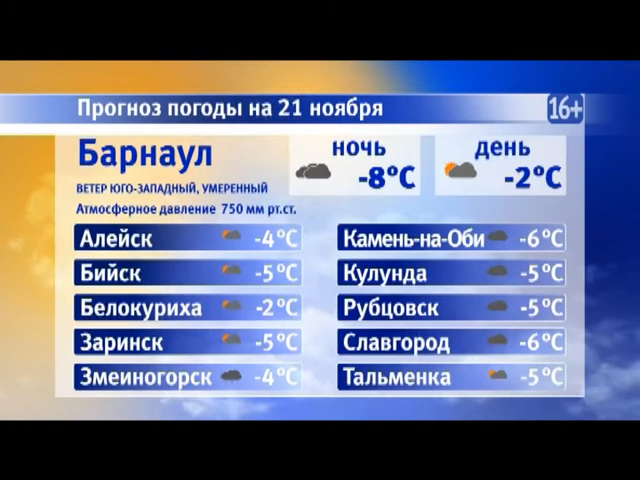 Прогноз погоды на 21 ноября 16+
Барнаул
ночь -8°C
день -2°C
ВЕТЕР ЮГО-ЗАПАДНЫЙ, УМЕРЕННЫЙ
Атмосферное давление 750 мм рт.ст.
Алейск -4°C
Бийск -5°C
Белокуриха -2°C
Заринск -5°C
Змеиногорск -4°C
Камень-на-Оби -6°C
Кулунда -5°C
Рубцовск -5°C
Славгород -6°C
Тальменка -5°C